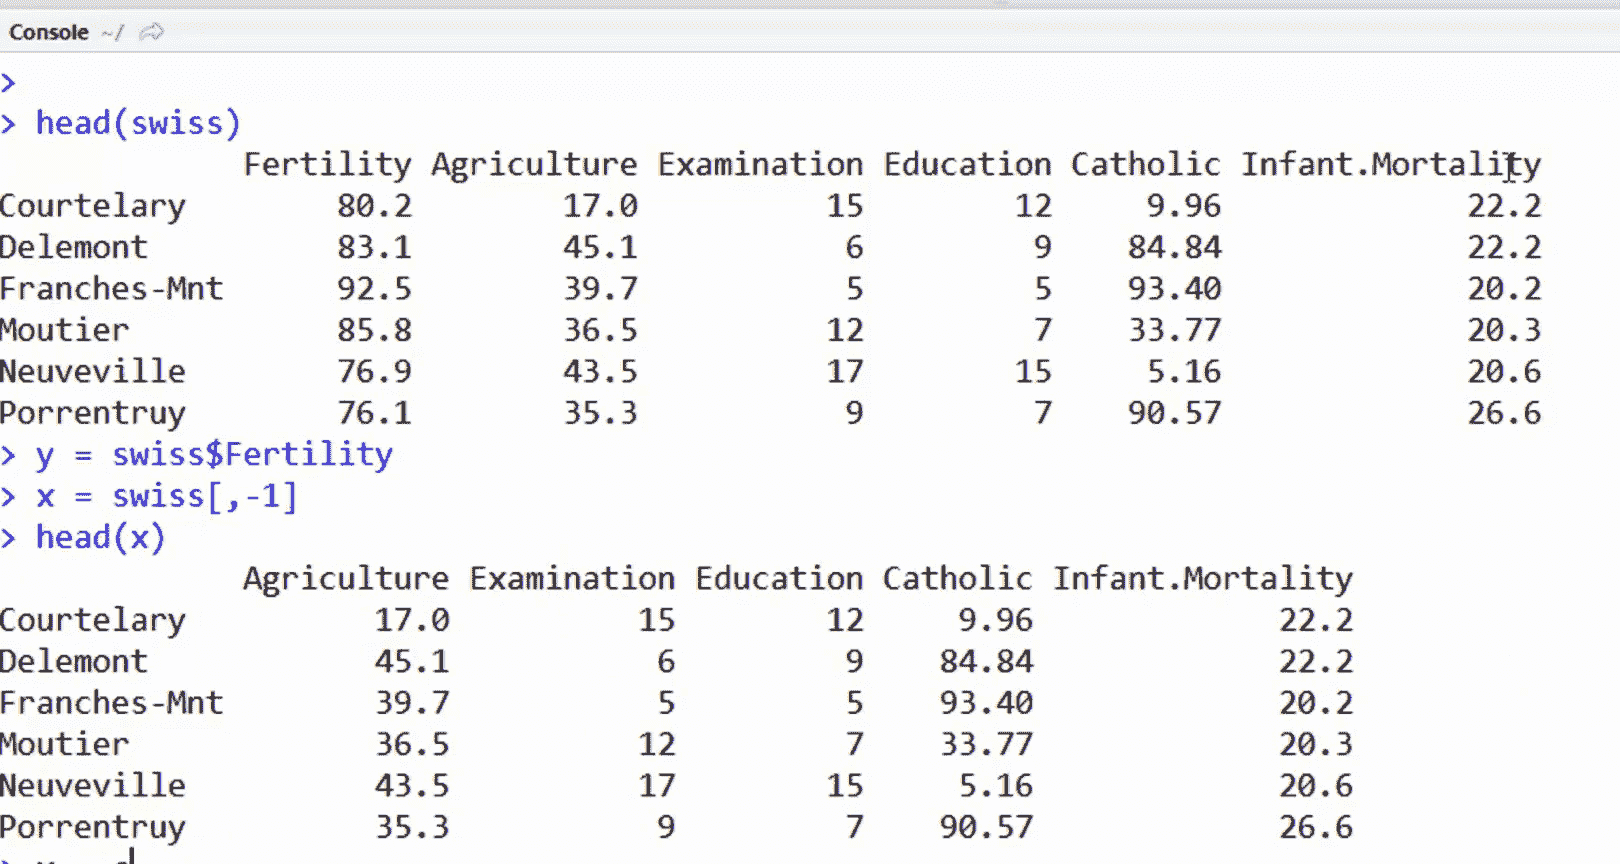 Console ~/
>
> head(swiss)
Fertility Agriculture Examination Education Catholic Infant.Mortality
Courtelary 80.2 17.0 15 12 9.96 22.2
Delemont 83.1 45.1 6 9 84.84 22.2
Franches-Mnt 92.5 39.7 5 5 93.40 20.2
Moutier 85.8 36.5 12 7 33.77 20.3
Neuveville 76.9 43.5 17 15 5.16 20.6
Porrentruy 76.1 35.3 9 7 90.57 26.6
> y = swiss$Fertility
> x = swiss[,-1]
> head(x)
Agriculture Examination Education Catholic Infant.Mortality
Courtelary 17.0 15 12 9.96 22.2
Delemont 45.1 6 9 84.84 22.2
Franches-Mnt 39.7 5 5 93.40 20.2
Moutier 36.5 12 7 33.77 20.3
Neuveville 43.5 17 15 5.16 20.6
Porrentruy 35.3 9 7 90.57 26.6